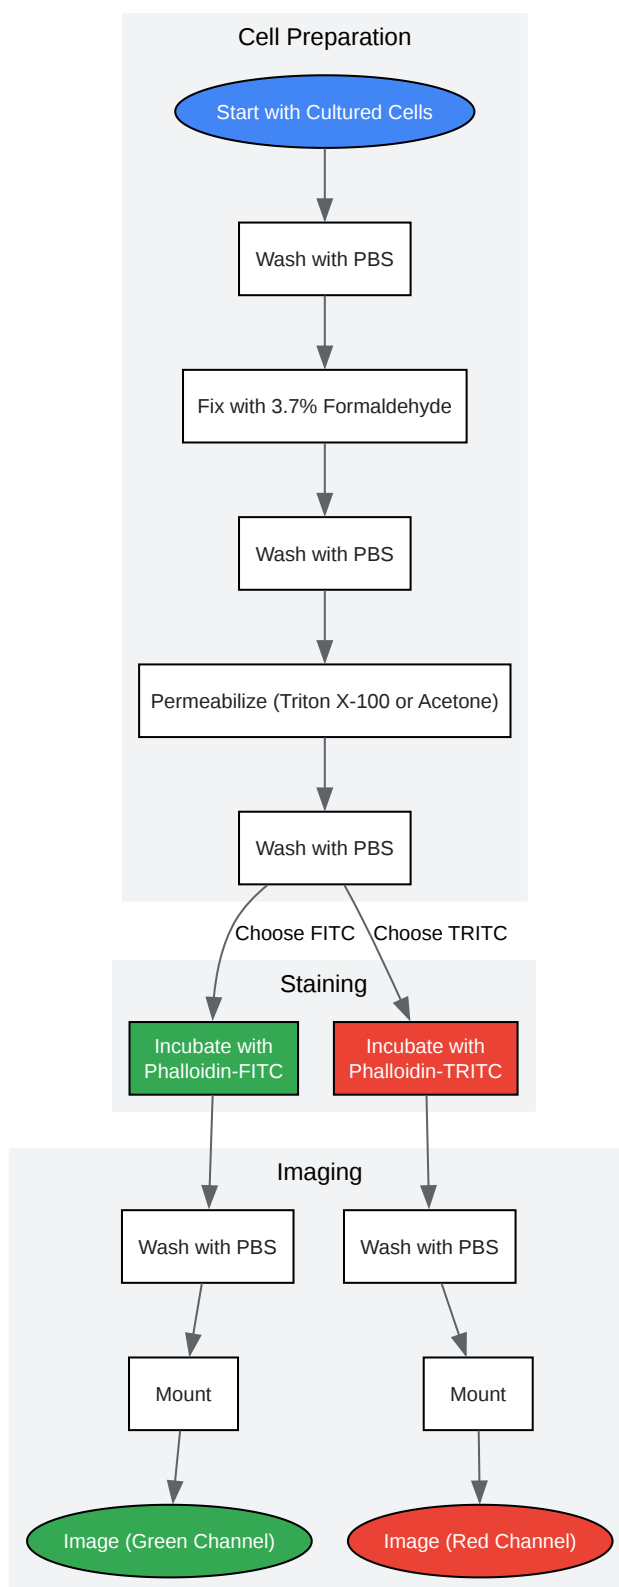 Cell Preparation
Start with Cultured Cells
Wash with PBS
Fix with 3.7% Formaldehyde
Wash with PBS
Permeabilize (Triton X-100 or Acetone)
Wash with PBS
Choose FITC
Choose TRITC
Staining
Incubate with
Phalloidin-FITC
Incubate with
Phalloidin-TRITC
Imaging
Wash with PBS
Wash with PBS
Mount
Mount
Image (Green Channel)
Image (Red Channel)